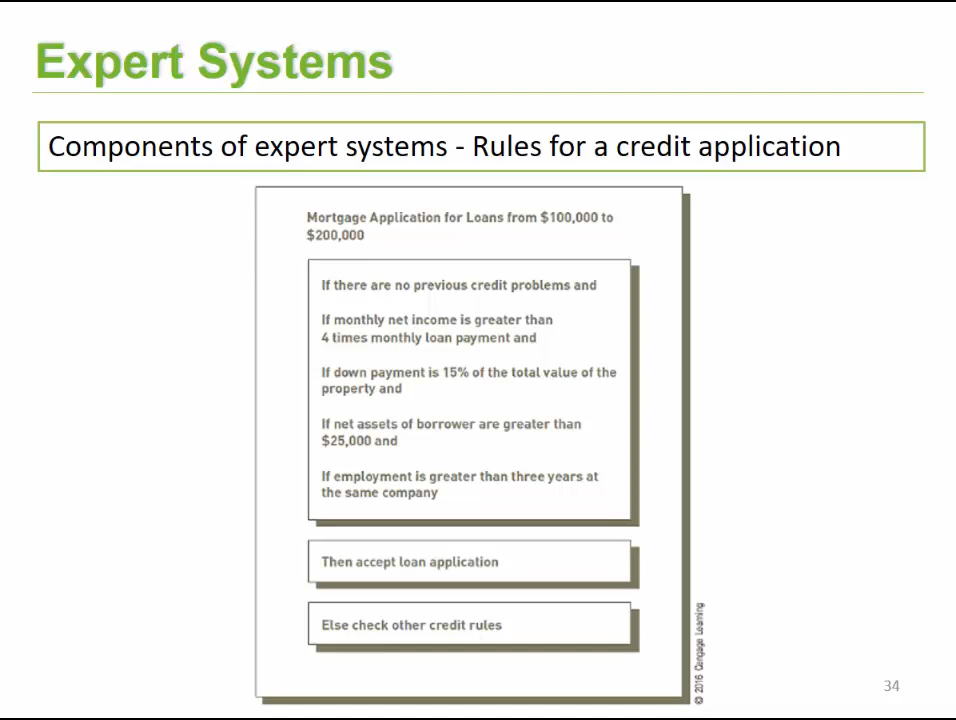 Expert Systems
Components of expert systems - Rules for a credit application
Mortgage Application for Loans from $100,000 to
$200,000
If there are no previous credit problems and
If monthly net income is greater than
4 times monthly loan payment and
If down payment is 15% of the total value of the
property and
If net assets of borrower are greater than
$25,000 and
If employment is greater than three years at
the same company
Then accept loan application
Else check other credit rules
© 2016 Cengage Learning
34